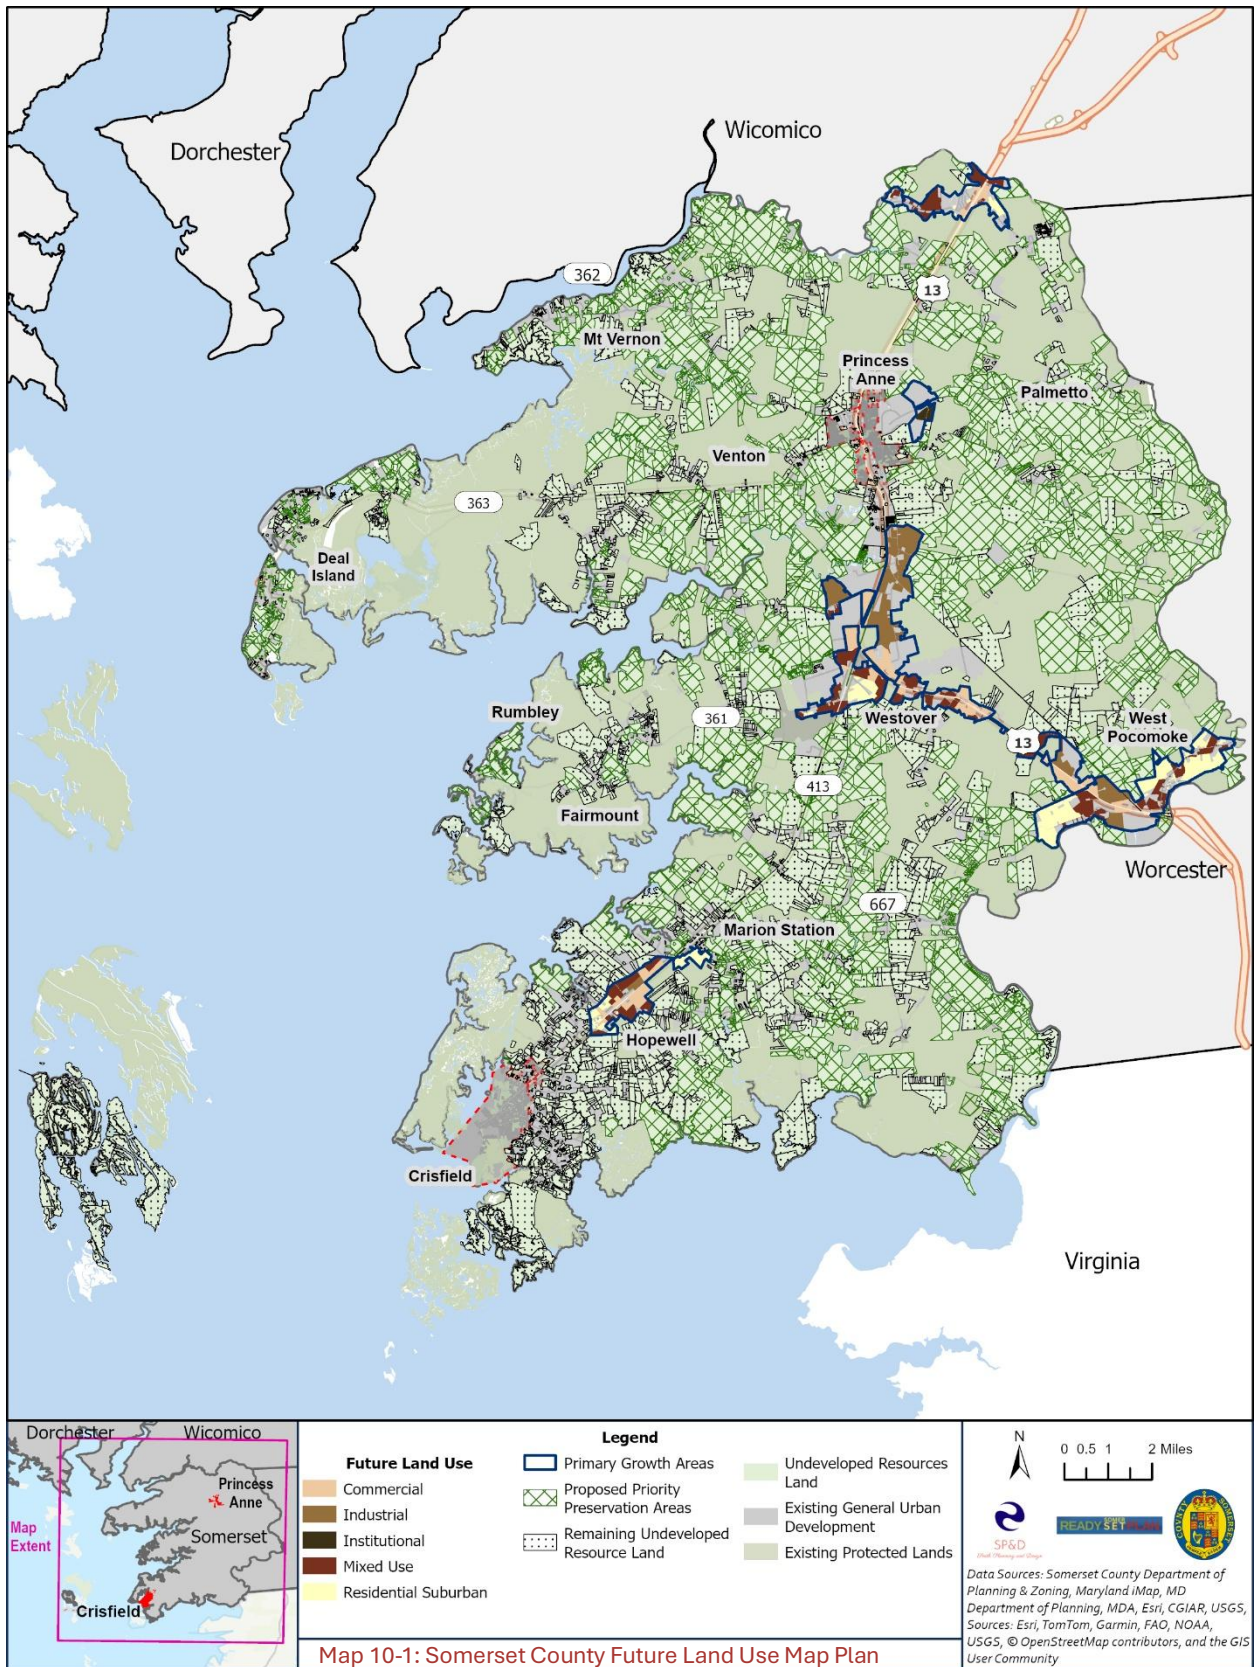 Wicomico
Dorchester
362
13
Mt Vernon
Princess
Anne
Palmetto
Venton
363
Deal
Island
Rumbley
361
Westover
West
Pocomoke
13
413
Fairmount
Worcester
667
Marion Station
Hopewell
Crisfield
Virginia
Dorchester
Wicomico
Princess
Anne
Map
Extent
Somerset
Crisfield
Legend
Future Land Use
Commercial
Industrial
Institutional
Mixed Use
Residential Suburban
Primary Growth Areas
Proposed Priority
Preservation Areas
Remaining Undeveloped
Resource Land
Undeveloped Resources
Land
Existing General Urban
Development
Existing Protected Lands
Map 10-1: Somerset County Future Land Use Map Plan
N
0 0.5 1 2 Miles
SP&D
READY SET PLAN
COUNTY SOMERSET
Data Sources: Somerset County Department of
Planning & Zoning, Maryland iMap, MD
Department of Planning, MDA, Esri, CGIAR, USGS,
Sources: Esri, TomTom, Garmin, FAO, NOAA,
USGS, © OpenStreetMap contributors, and the GIS
User Community